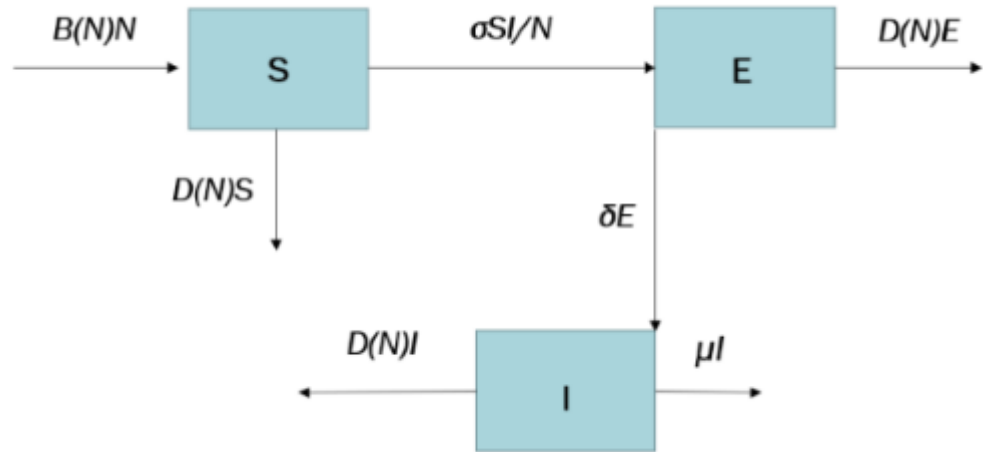 B(N)N
σSI/N
D(N)E
S
E
D(N)S
δE
D(N)I
μI
I